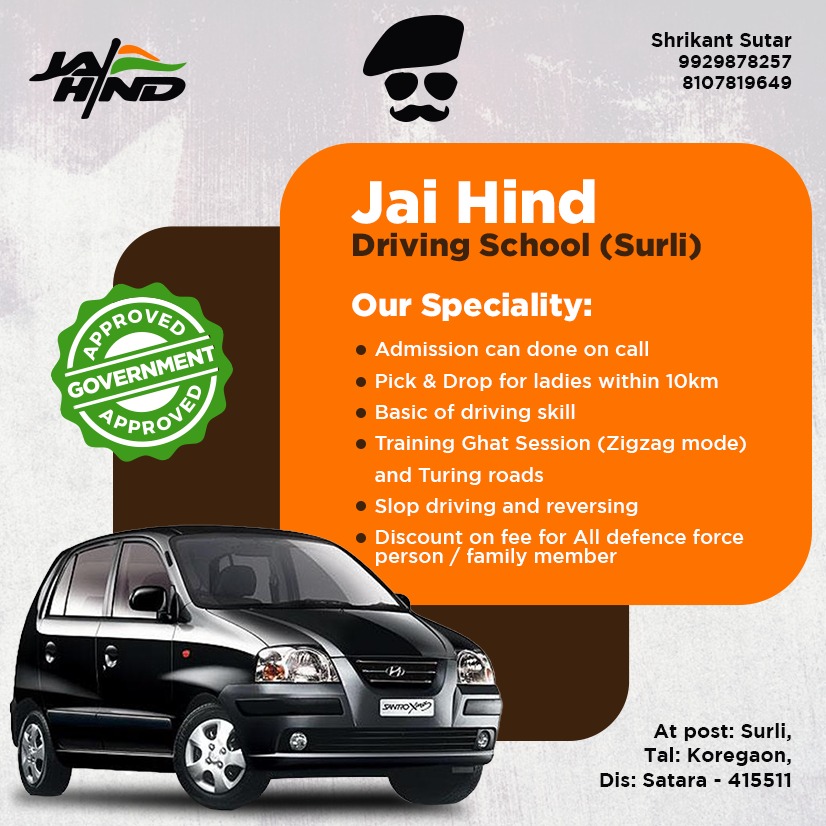 JAI
HIND
Shrikant Sutar
9929878257
8107819649
Jai Hind
Driving School (Surli)
Our Speciality:
Admission can done on call
Pick & Drop for ladies within 10km
Basic of driving skill
Training Ghat Session (Zigzag mode)
and Turing roads
Slop driving and reversing
Discount on fee for All defence force
person / family member
APPROVED
GOVERNMENT
APPROVED
SANTRO Xing
At post: Surli,
Tal: Koregaon,
Dis: Satara - 415511